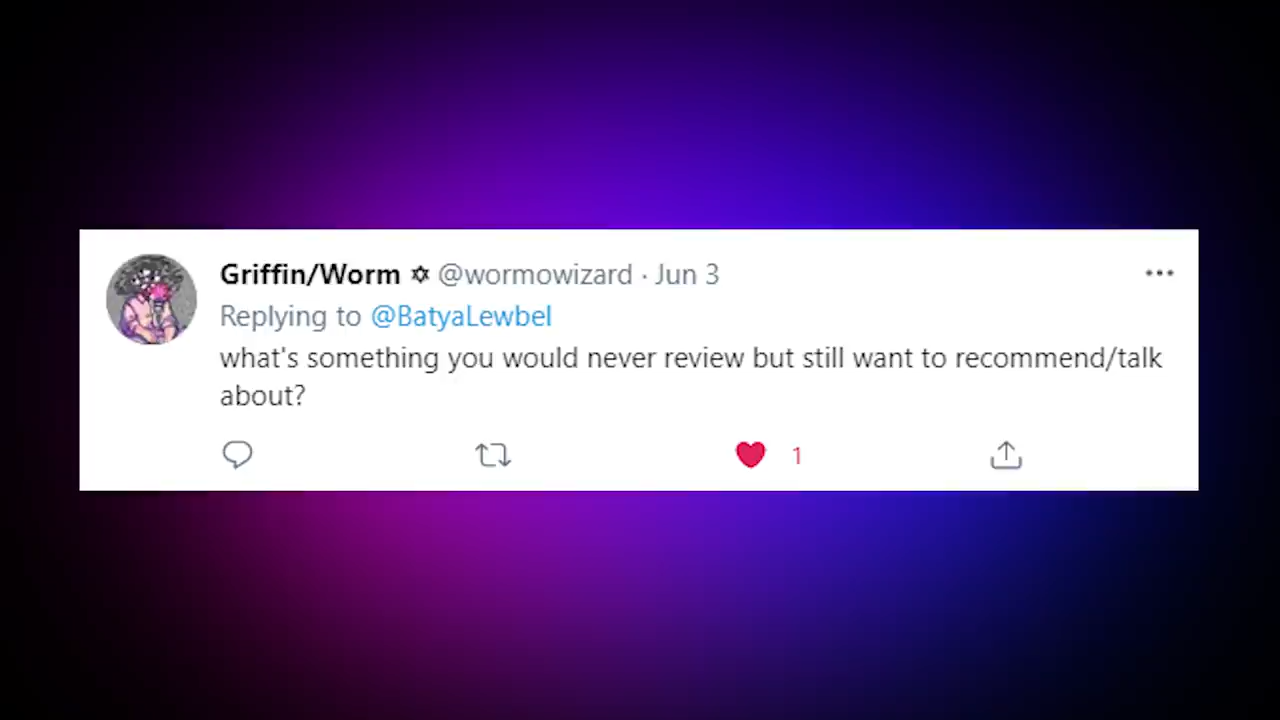 Griffin/Worm ✡ @wormowizard · Jun 3
Replying to @BatyaLewbel
what's something you would never review but still want to recommend/talk
about?
1